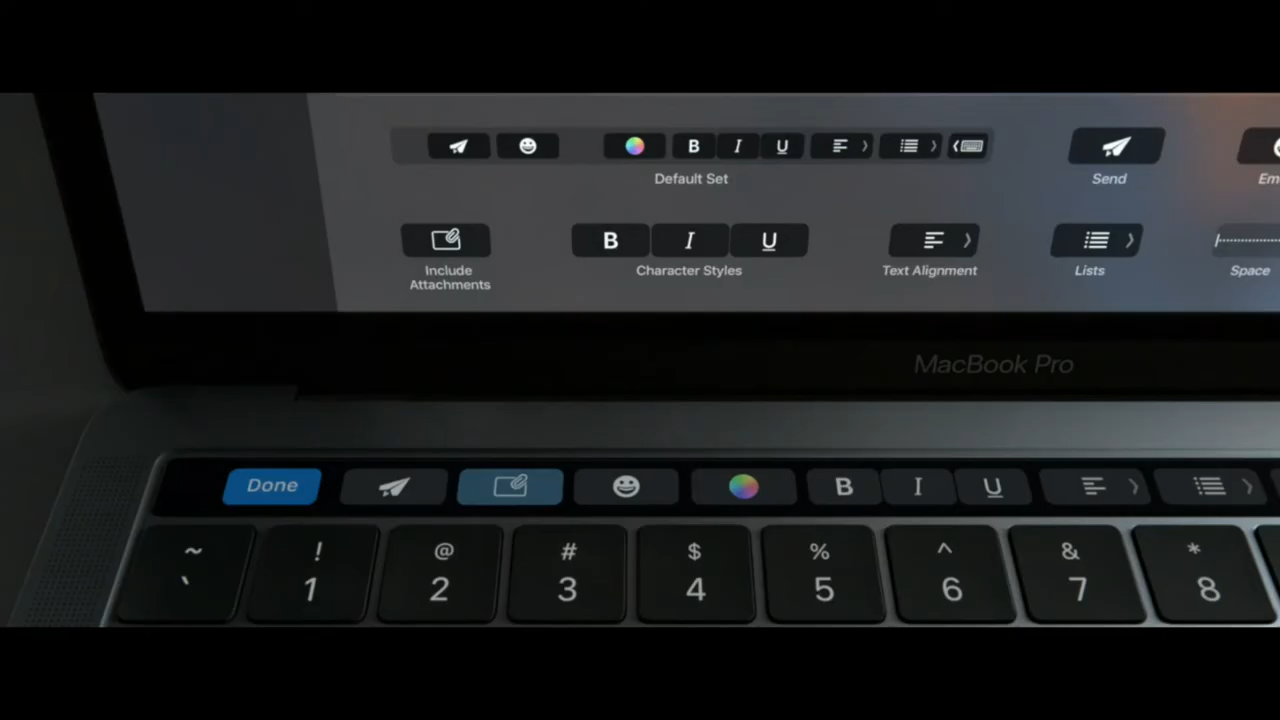 B I U
Default Set
Send
Em
B I U
Include
Attachments
Character Styles
Text Alignment
Lists
Space
MacBook Pro
Done
B I U
~ ! @ # $ % ^ & *
` 1 2 3 4 5 6 7 8